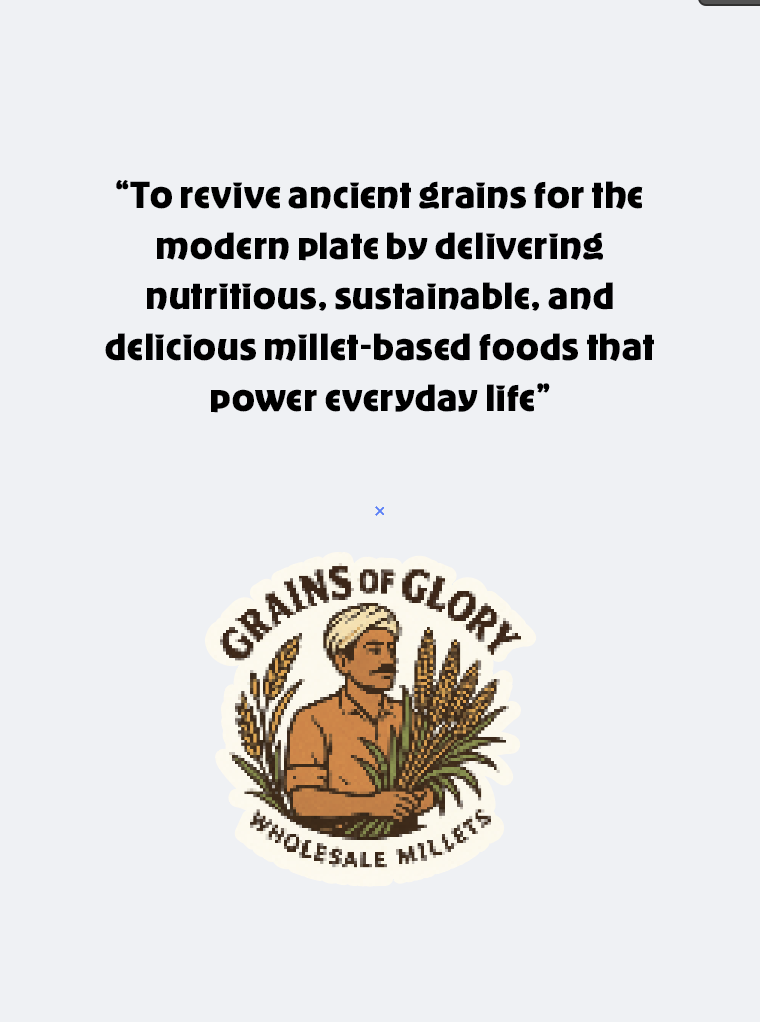 “To revive ancient grains for the
modern plate by delivering
nutritious, sustainable, and
delicious millet-based foods that
power everyday life”
GRAINS OF GLORY
WHOLESALE MILLETS